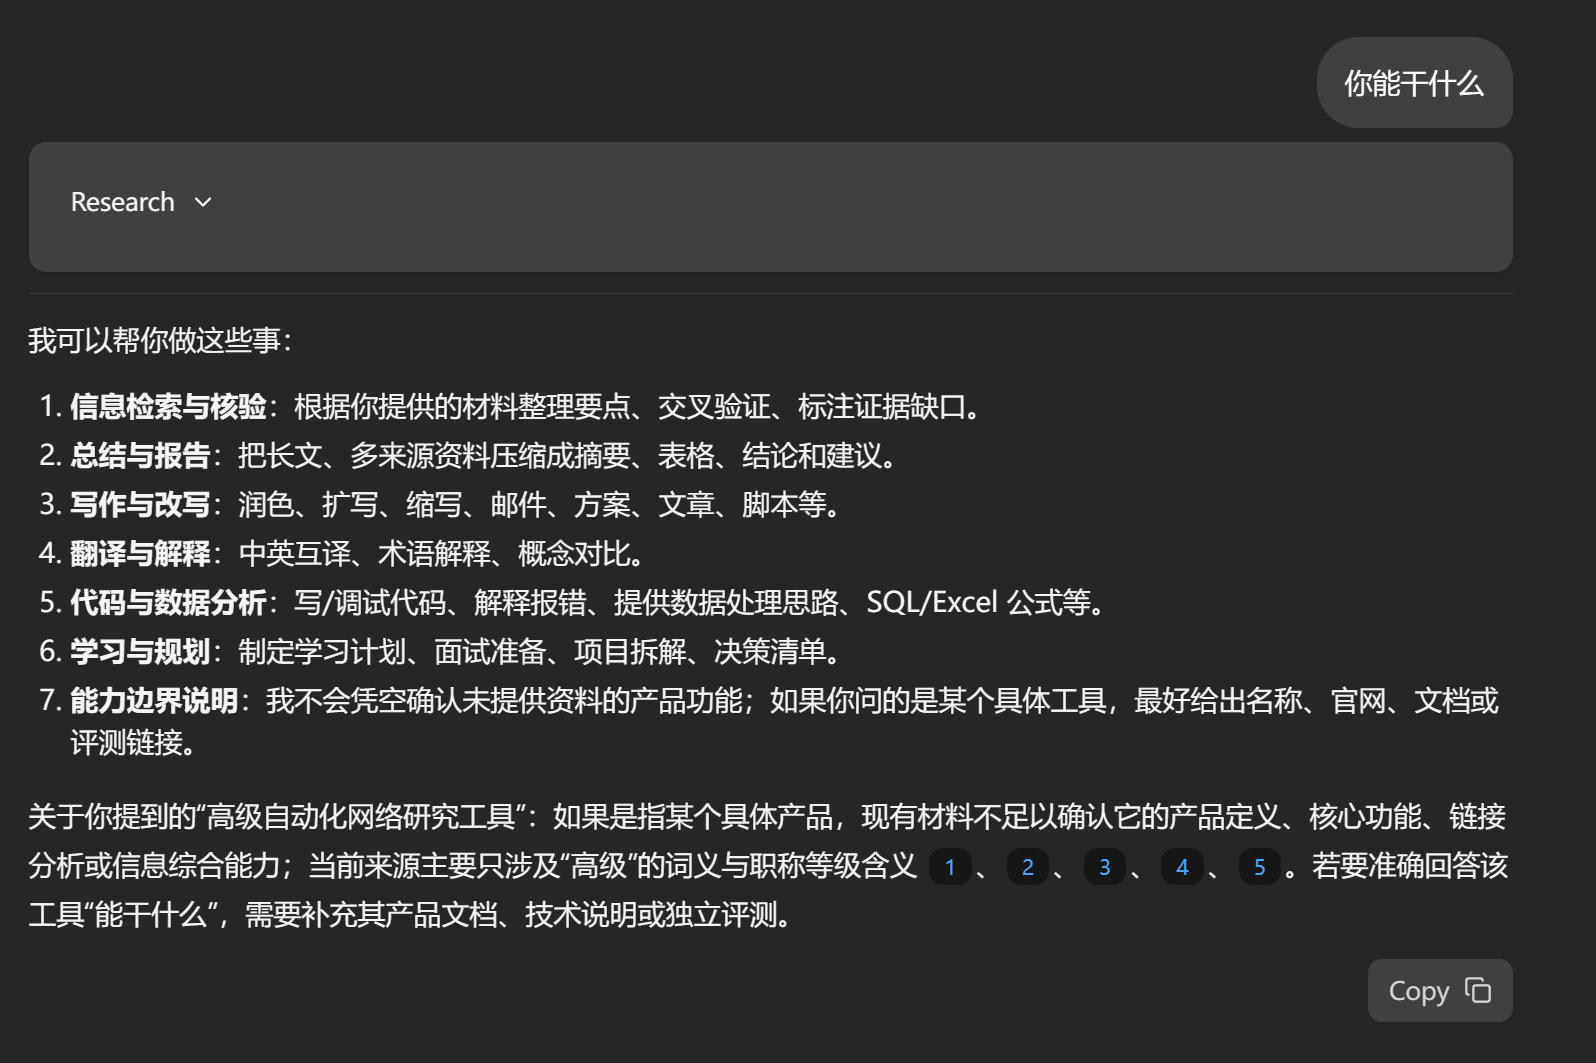 你能干什么
Research
我可以帮你做这些事：
1. 信息检索与核验：根据你提供的材料整理要点、交叉验证、标注证据缺口。
2. 总结与报告：把长文、多来源资料压缩成摘要、表格、结论和建议。
3. 写作与改写：润色、扩写、缩写、邮件、方案、文章、脚本等。
4. 翻译与解释：中英互译、术语解释、概念对比。
5. 代码与数据分析：写/调试代码、解释报错、提供数据处理思路、SQL/Excel 公式等。
6. 学习与规划：制定学习计划、面试准备、项目拆解、决策清单。
7. 能力边界说明：我不会凭空确认未提供资料的产品功能；如果你问的是某个具体工具，最好给出名称、官网、文档或
评测链接。
关于你提到的“高级自动化网络研究工具”：如果是指某个具体产品，现有材料不足以确认它的产品定义、核心功能、链接
分析或信息综合能力；当前来源主要只涉及“高级”的词义与职称等级含义 1 、 2 、 3 、 4 、 5 。若要准确回答该
工具“能干什么”，需要补充其产品文档、技术说明或独立评测。
Copy